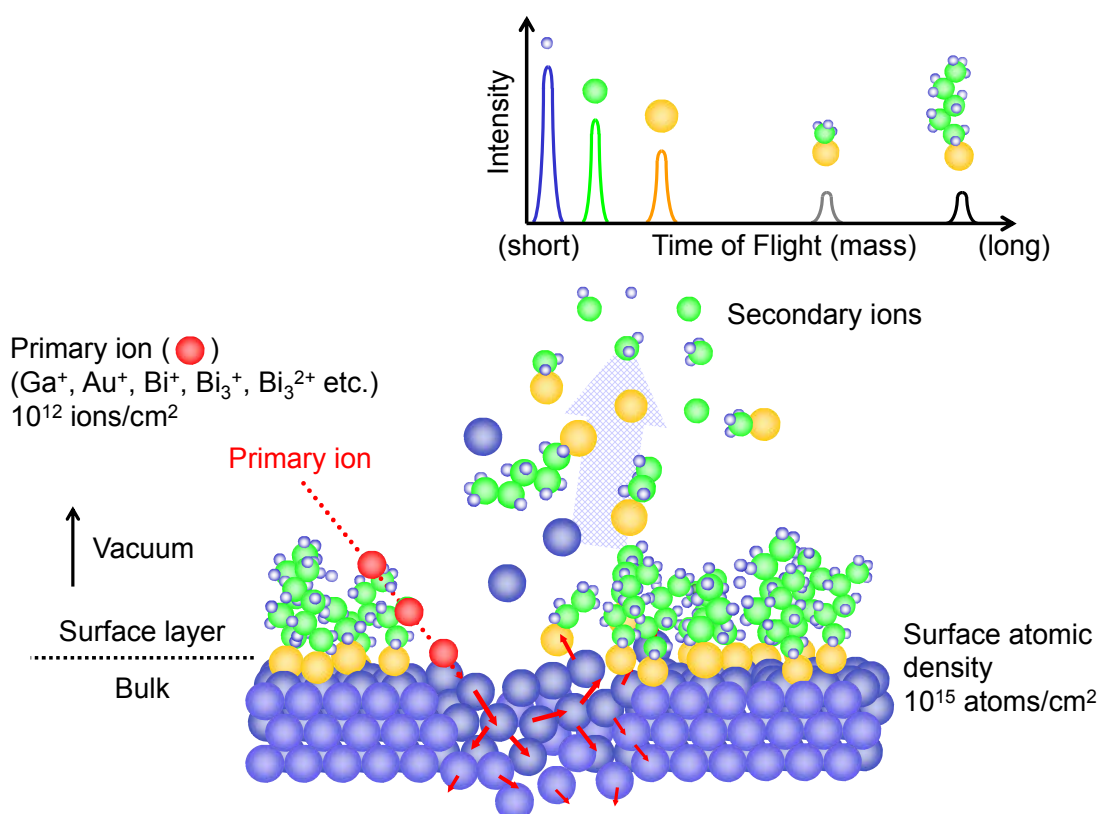 Intensity
(short)
Time of Flight (mass)
(long)
Secondary ions
Primary ion ( )
(Ga⁺, Au⁺, Bi⁺, Bi₃⁺, Bi₃²⁺ etc.)
10¹² ions/cm²
Primary ion
Vacuum
Surface layer
Bulk
Surface atomic
density
10¹⁵ atoms/cm²